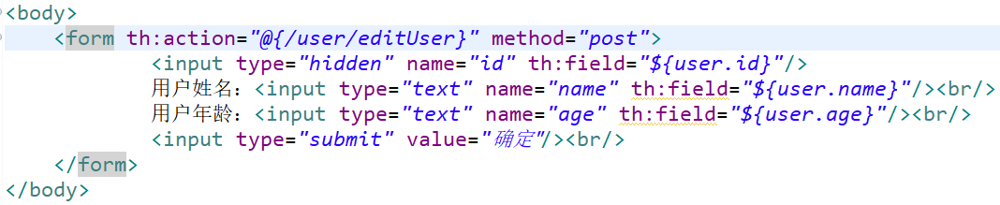 <body>
<form th:action="@{/user/editUser}" method="post">
<input type="hidden" name="id" th:field="${user.id}"/>
用户姓名：<input type="text" name="name" th:field="${user.name}"/><br/>
用户年龄：<input type="text" name="age" th:field="${user.age}"/><br/>
<input type="submit" value="确定"/><br/>
</form>
</body>